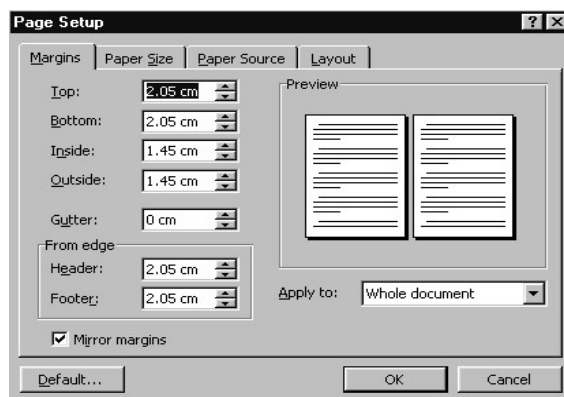 Page Setup
Margins Paper Size Paper Source Layout
Top: 2.05 cm
Bottom: 2.05 cm
Inside: 1.45 cm
Outside: 1.45 cm
Gutter: 0 cm
From edge
Header: 2.05 cm
Footer: 2.05 cm
Mirror margins
Preview
Apply to: Whole document
Default... OK Cancel